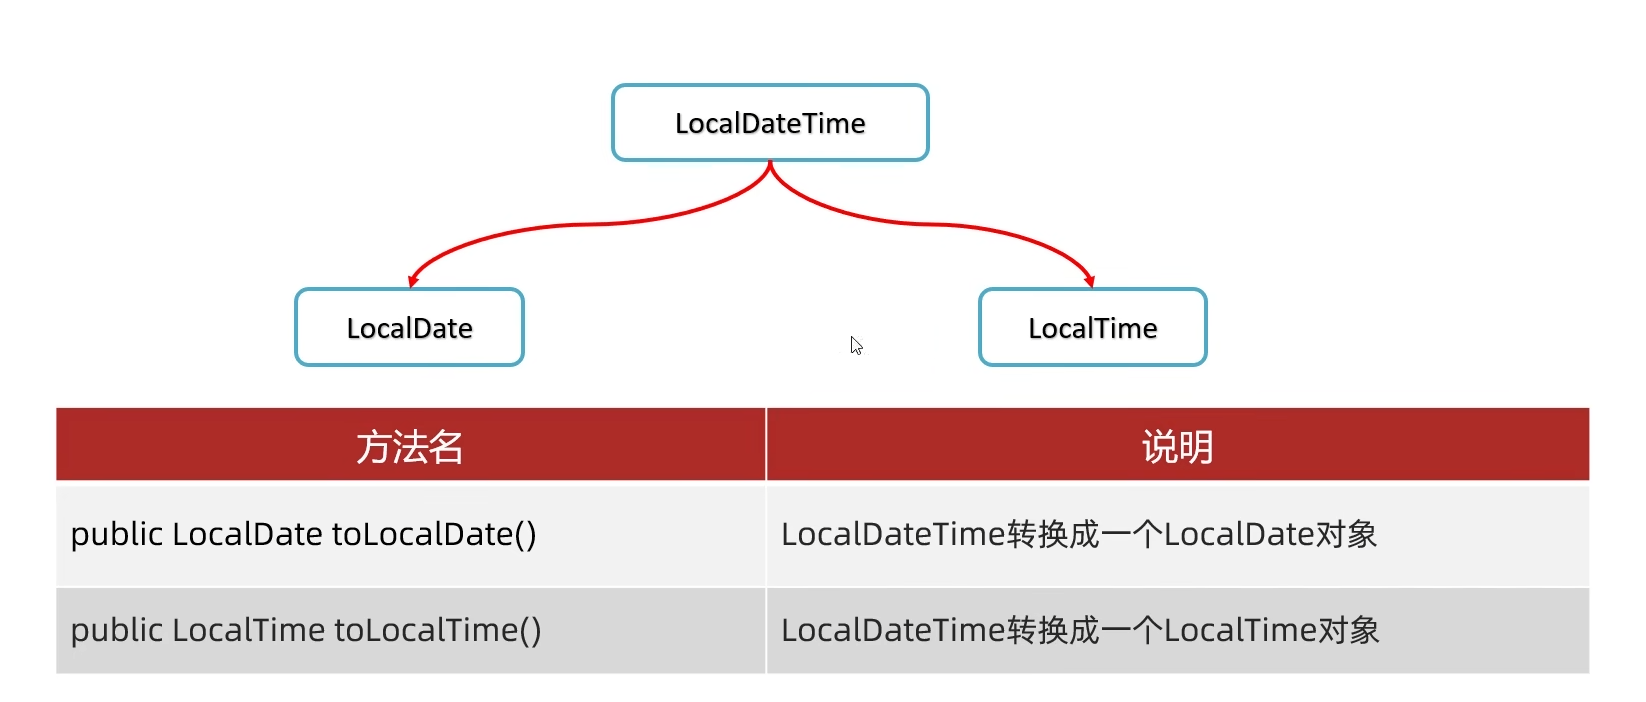 LocalDateTime
LocalDate
LocalTime
方法名
说明
public LocalDate toLocalDate()
LocalDateTime转换成一个LocalDate对象
public LocalTime toLocalTime()
LocalDateTime转换成一个LocalTime对象